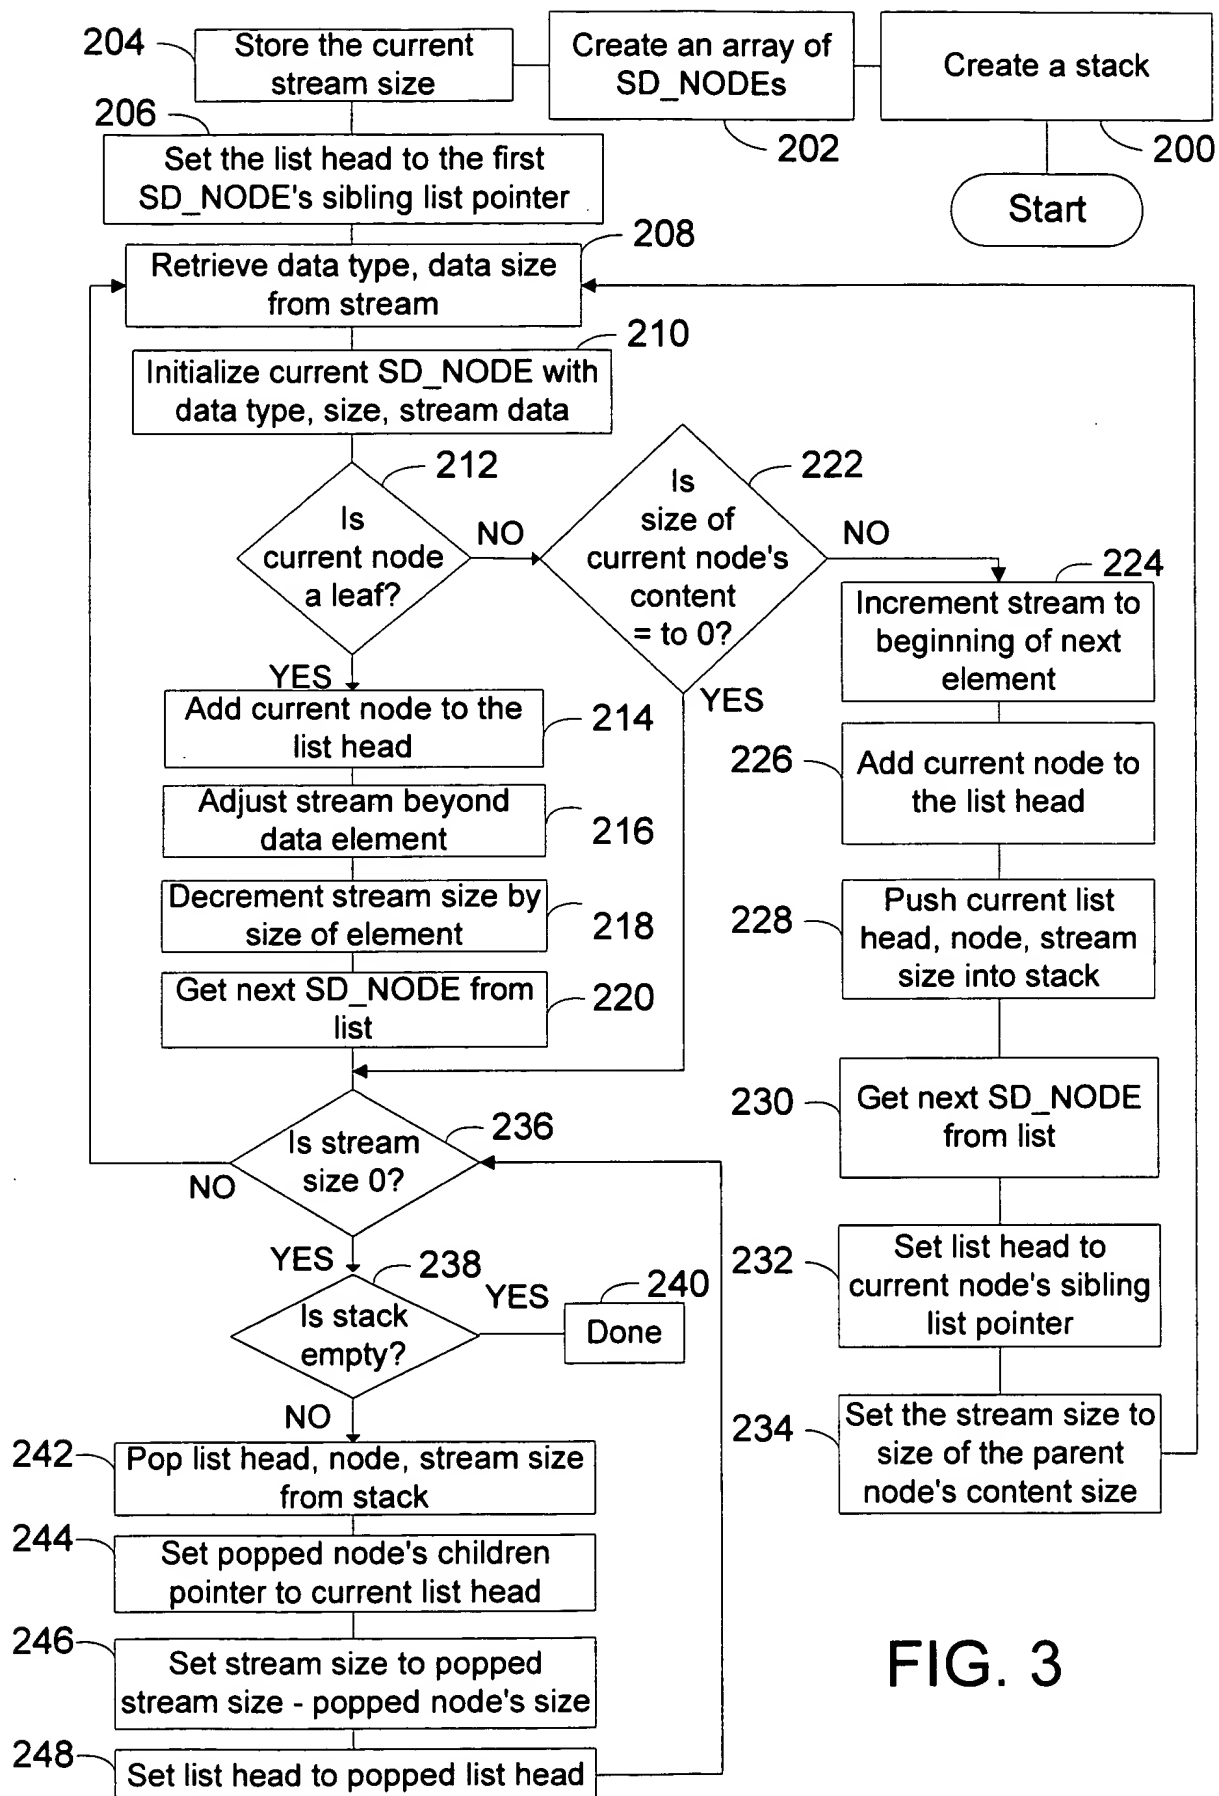 204
Store the current
stream size
Create an array of
SD_NODEs
202
Create a stack
200
Start
206
Set the list head to the first
SD_NODE's sibling list pointer
208
Retrieve data type, data size
from stream
210
Initialize current SD_NODE with
data type, size, stream data
212
Is
current node
a leaf?
NO
YES
222
Is
size of
current node's
content
= to 0?
NO
YES
224
Increment stream to
beginning of next
element
Add current node to the
list head
214
226
Add current node to
the list head
Adjust stream beyond
data element
216
Decrement stream size by
size of element
218
228
Push current list
head, node, stream
size into stack
Get next SD_NODE from
list
220
230
Get next SD_NODE
from list
236
Is stream
size 0?
NO
YES
232
Set list head to
current node's sibling
list pointer
238
Is stack
empty?
YES
240
Done
NO
234
Set the stream size to
size of the parent
node's content size
242
Pop list head, node, stream size
from stack
244
Set popped node's children
pointer to current list head
246
Set stream size to popped
stream size - popped node's size
248
Set list head to popped list head
FIG. 3